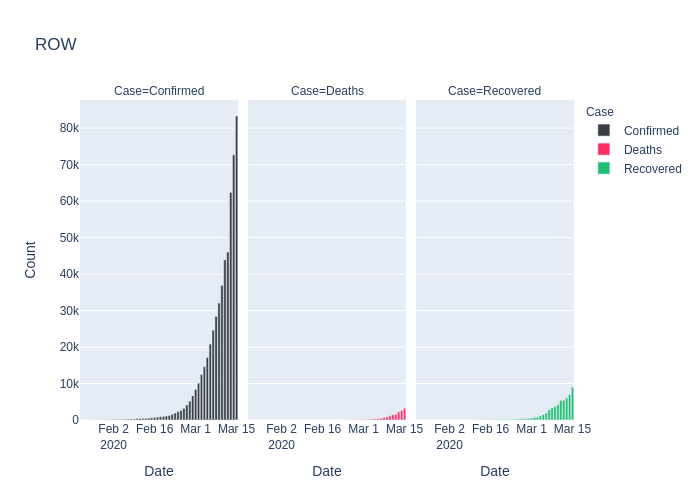 ROW
Case=Confirmed
Case=Deaths
Case=Recovered
Case
Confirmed
Deaths
Recovered
Count
80k
70k
60k
50k
40k
30k
20k
10k
0
Feb 2
2020
Feb 16
Mar 1
Mar 15
Feb 2
2020
Feb 16
Mar 1
Mar 15
Feb 2
2020
Feb 16
Mar 1
Mar 15
Date
Date
Date